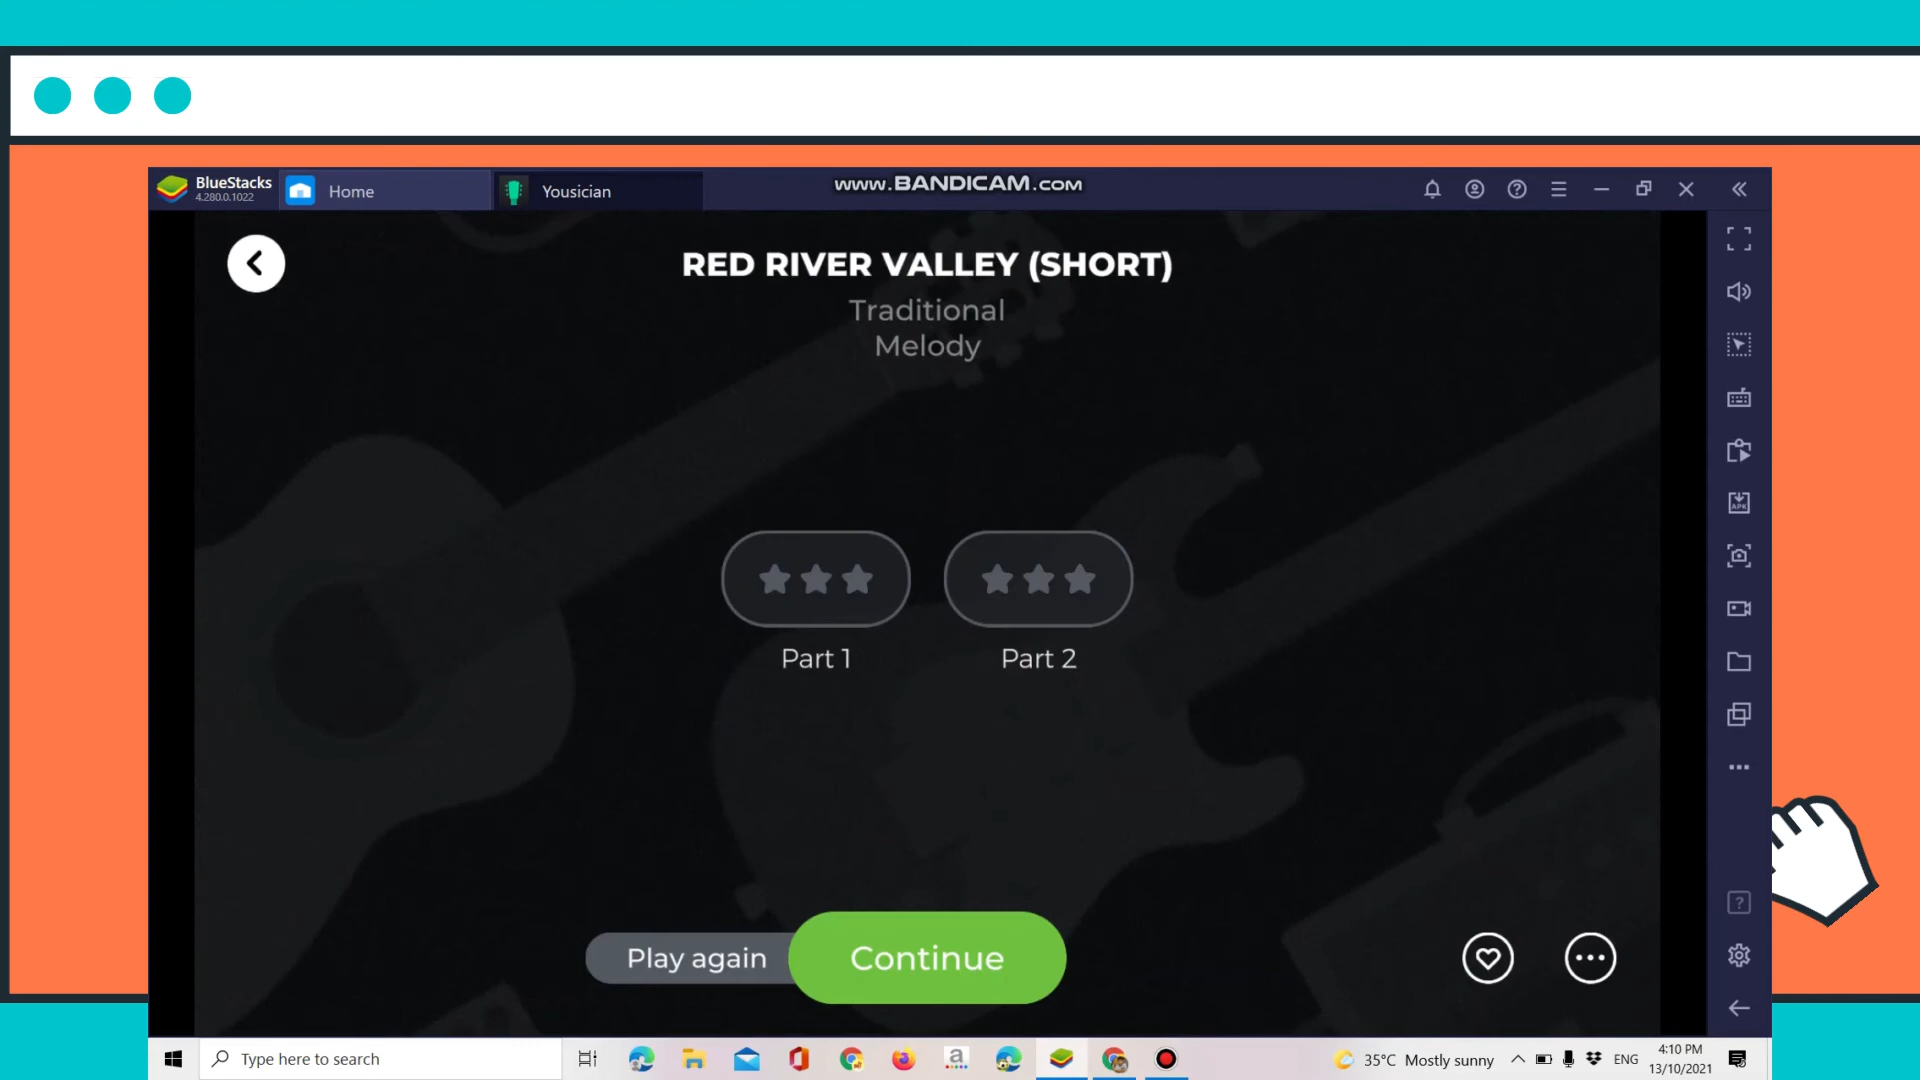 BlueStacks
4.280.0.1022
Home
Yousician
www.BANDICAM.com
RED RIVER VALLEY (SHORT)
Traditional
Melody
APK
Part 1
Part 2
Play again
Continue
Type here to search
35°C Mostly sunny
ENG
4:10 PM
13/10/2021